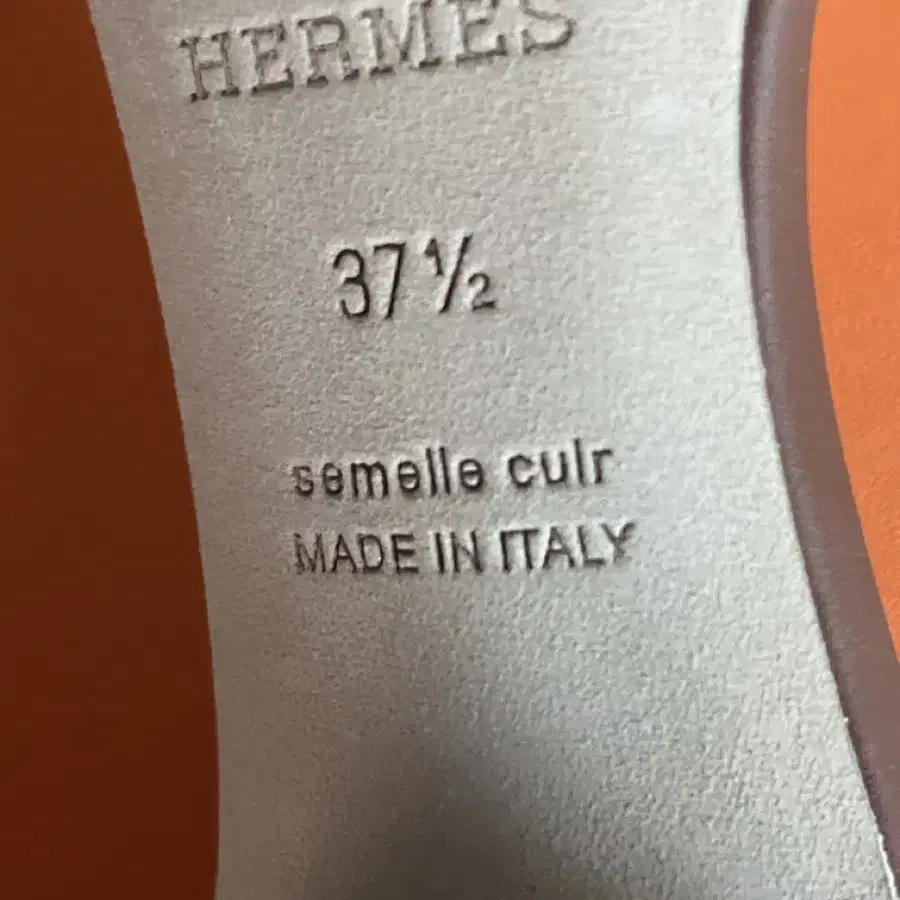 HERMES
37 ½
semelle cuir
MADE IN ITALY